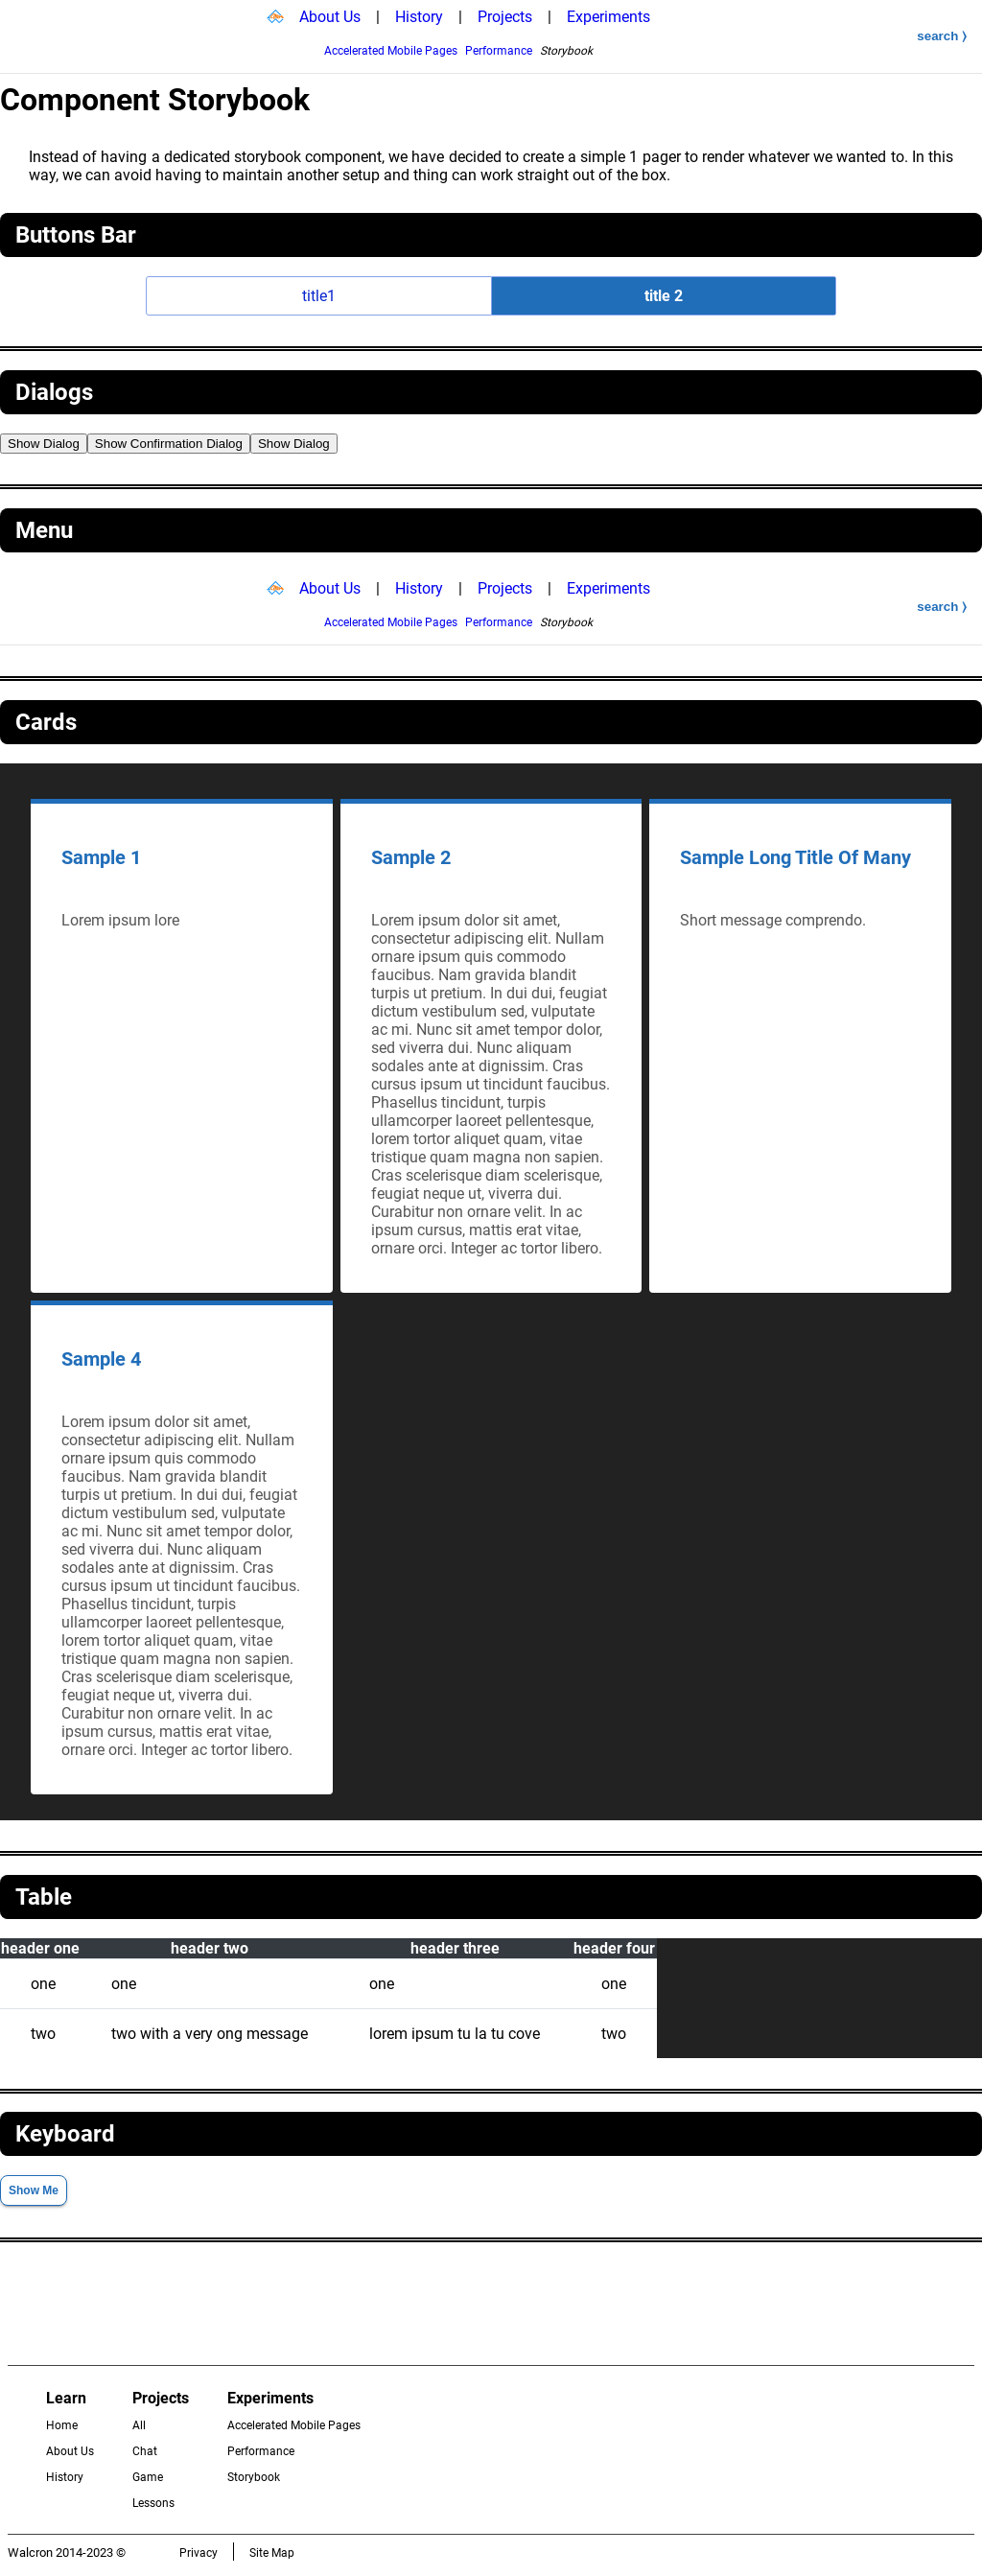 About Us | History | Projects | Experiments
search ⟩
Accelerated Mobile Pages Performance Storybook
Component Storybook
Instead of having a dedicated storybook component, we have decided to create a simple 1 pager to render whatever we wanted to. In this
way, we can avoid having to maintain another setup and thing can work straight out of the box.
Buttons Bar
title1 title 2
Dialogs
Show Dialog Show Confirmation Dialog Show Dialog
Menu
About Us | History | Projects | Experiments
search ⟩
Accelerated Mobile Pages Performance Storybook
Cards
Sample 1
Lorem ipsum lore
Sample 2
Lorem ipsum dolor sit amet,
consectetur adipiscing elit. Nullam
ornare ipsum quis commodo
faucibus. Nam gravida blandit
turpis ut pretium. In dui dui, feugiat
dictum vestibulum sed, vulputate
ac mi. Nunc sit amet tempor dolor,
sed viverra dui. Nunc aliquam
sodales ante at dignissim. Cras
cursus ipsum ut tincidunt faucibus.
Phasellus tincidunt, turpis
ullamcorper laoreet pellentesque,
lorem tortor aliquet quam, vitae
tristique quam magna non sapien.
Cras scelerisque diam scelerisque,
feugiat neque ut, viverra dui.
Curabitur non ornare velit. In ac
ipsum cursus, mattis erat vitae,
ornare orci. Integer ac tortor libero.
Sample Long Title Of Many
Short message comprendo.
Sample 4
Lorem ipsum dolor sit amet,
consectetur adipiscing elit. Nullam
ornare ipsum quis commodo
faucibus. Nam gravida blandit
turpis ut pretium. In dui dui, feugiat
dictum vestibulum sed, vulputate
ac mi. Nunc sit amet tempor dolor,
sed viverra dui. Nunc aliquam
sodales ante at dignissim. Cras
cursus ipsum ut tincidunt faucibus.
Phasellus tincidunt, turpis
ullamcorper laoreet pellentesque,
lorem tortor aliquet quam, vitae
tristique quam magna non sapien.
Cras scelerisque diam scelerisque,
feugiat neque ut, viverra dui.
Curabitur non ornare velit. In ac
ipsum cursus, mattis erat vitae,
ornare orci. Integer ac tortor libero.
Table
header one header two header three header four
one one one one
two two with a very ong message lorem ipsum tu la tu cove two
Keyboard
Show Me
Learn
Home
About Us
History
Projects
All
Chat
Game
Lessons
Experiments
Accelerated Mobile Pages
Performance
Storybook
Walcron 2014-2023 © Privacy Site Map